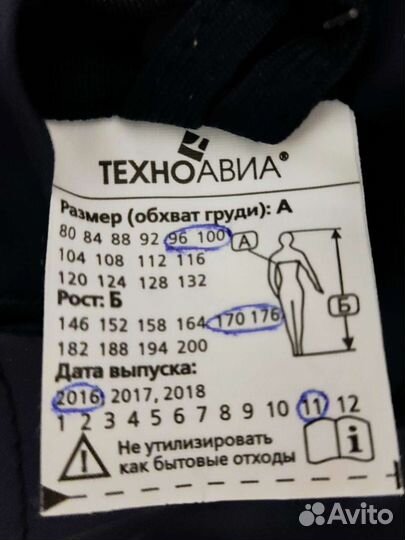 ТЕХНОАВИА®
Размер (обхват груди): А
80 84 88 92 96 100 А
104 108 112 116
120 124 128 132
Рост: Б
146 152 158 164 170 176 Б
182 188 194 200
Дата выпуска:
2016, 2017, 2018
1 2 3 4 5 6 7 8 9 10 11 12
Не утилизировать
как бытовые отходы
i
Avito